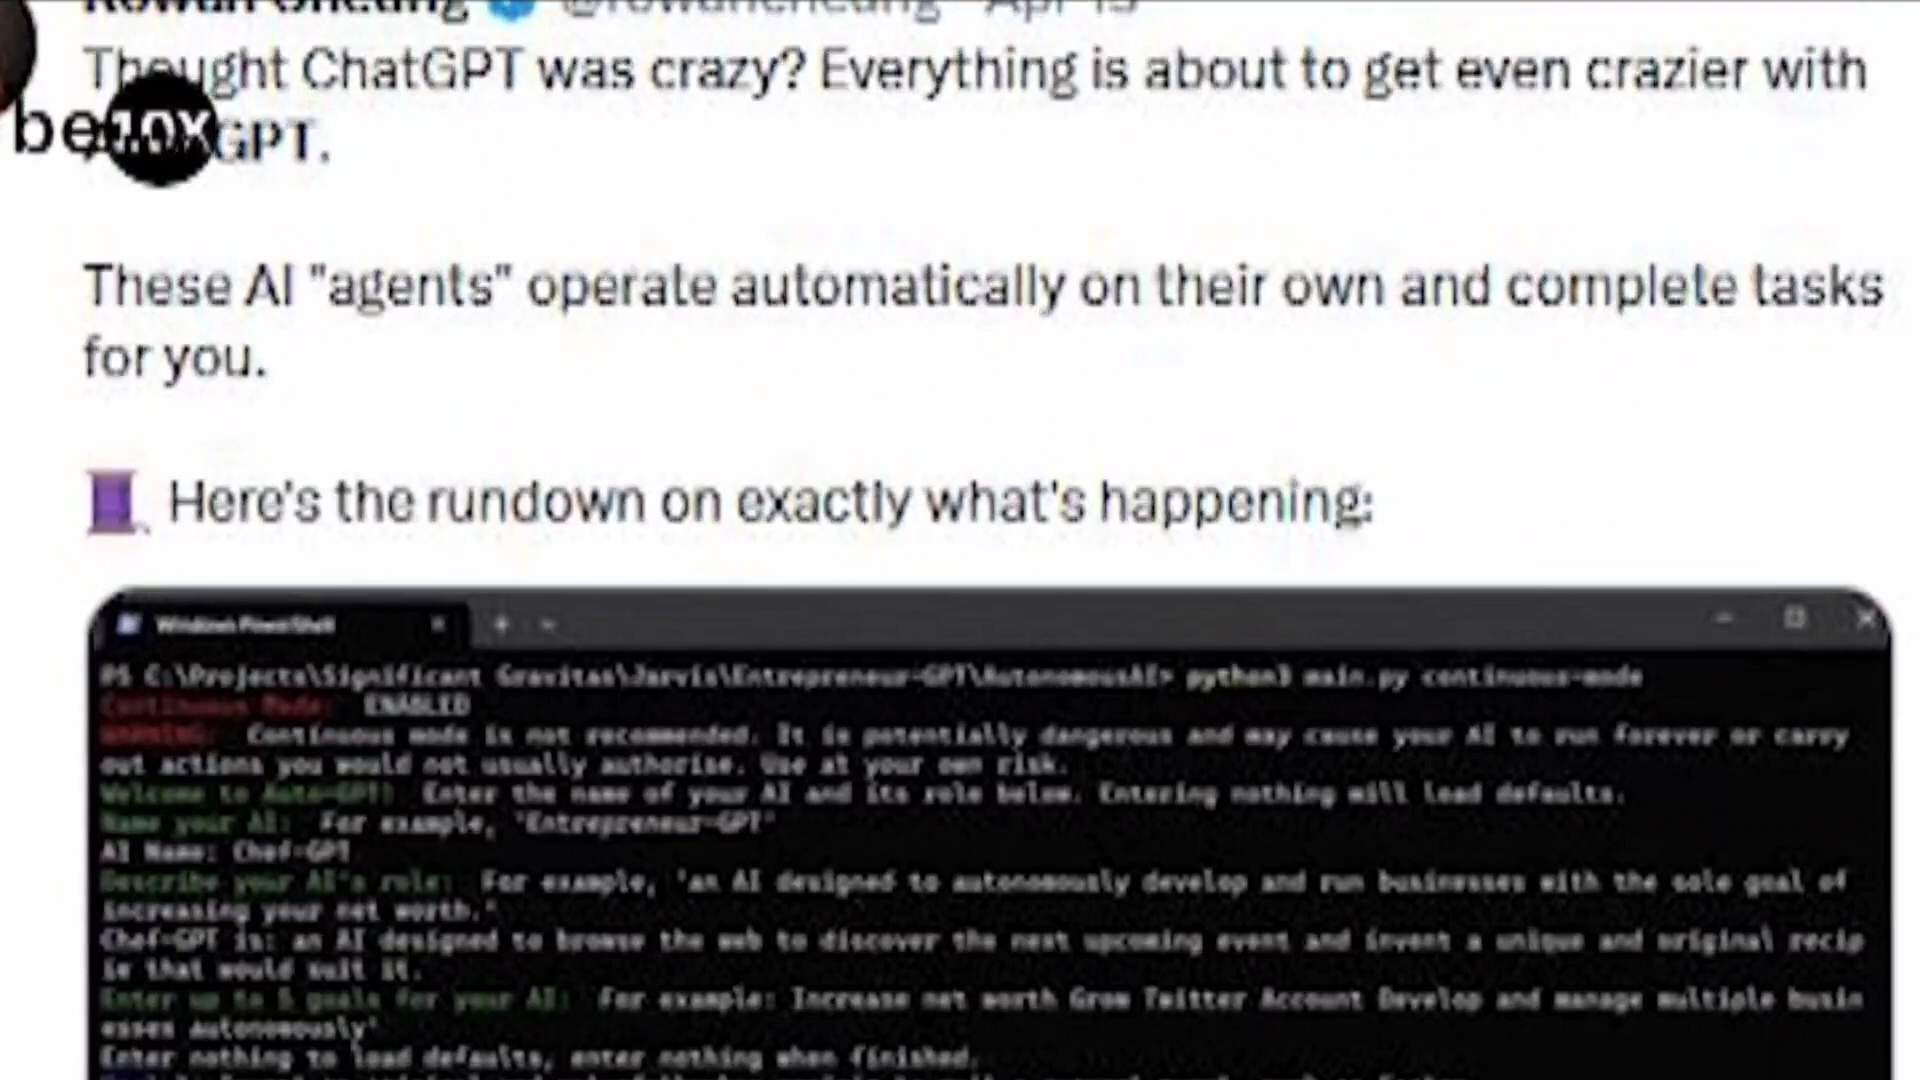 Rowan Cheung @rowancheung · Apr 13
Thought ChatGPT was crazy? Everything is about to get even crazier with
be10X GPT.
These AI "agents" operate automatically on their own and complete tasks
for you.
Here's the rundown on exactly what's happening:
Windows PowerShell
PS C:\Projects\Significant Gravitas\Jarvis\Entrepreneur-GPT\AutonomousAI> python3 main.py continuous-mode
Continuous Mode: ENABLED
WARNING: Continuous mode is not recommended. It is potentially dangerous and may cause your AI to run forever or carry
out actions you would not usually authorise. Use at your own risk.
Welcome to Auto-GPT! Enter the name of your AI and its role below. Entering nothing will load defaults.
Name your AI: For example, 'Entrepreneur-GPT'
AI Name: Chef-GPT
Describe your AI's role: For example, 'an AI designed to autonomously develop and run businesses with the sole goal of
increasing your net worth.'
Chef-GPT is: an AI designed to browse the web to discover the next upcoming event and invent a unique and original recip
ie that would suit it.
Enter up to 5 goals for your AI: For example: Increase net worth Grow Twitter Account Develop and manage multiple busin
esses autonomously'
Enter nothing to load defaults, enter nothing when finished.